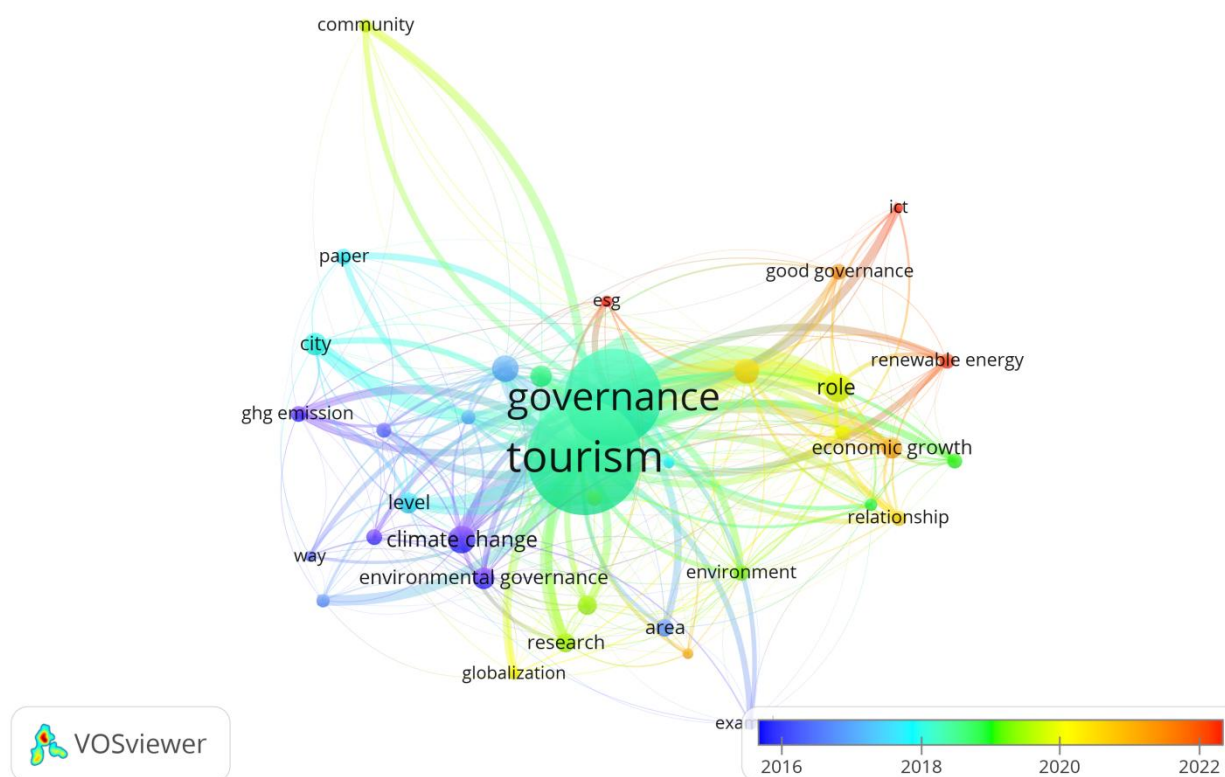 community
ict
paper
good governance
esg
city
renewable energy
role
governance
ghg emission
economic growth
tourism
level
relationship
climate change
way
environment
environmental governance
area
research
globalization
VOSviewer
2016
2018
2020
2022